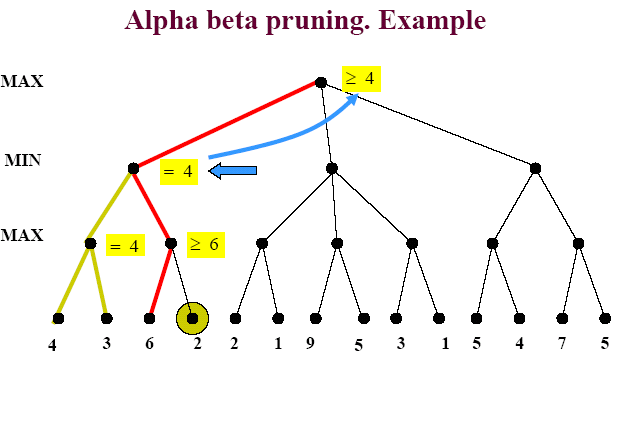 Alpha beta pruning. Example
MAX
≥ 4
MIN
= 4
MAX
= 4
≥ 6
4 3 6 2 2 1 9 5 3 1 5 4 7 5